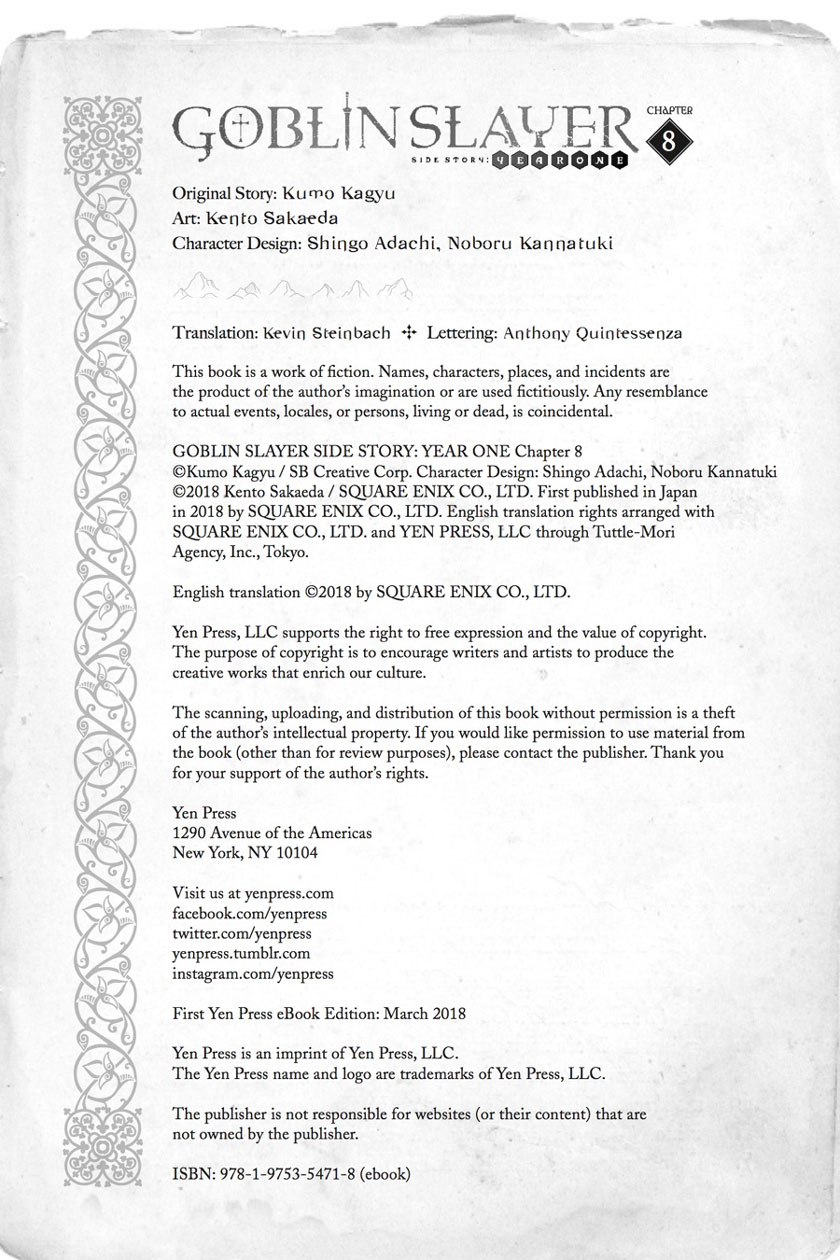 GOBLIN SLAYER
CHAPTER
8
SIDE STORY: YEAR ONE
Original Story: Kumo Kagyu
Art: Kento Sakaeda
Character Design: Shingo Adachi, Noboru Kannatuki
Translation: Kevin Steinbach Lettering: Anthony Quintessenza
This book is a work of fiction. Names, characters, places, and incidents are
the product of the author's imagination or are used fictitiously. Any resemblance
to actual events, locales, or persons, living or dead, is coincidental.
GOBLIN SLAYER SIDE STORY: YEAR ONE Chapter 8
©Kumo Kagyu / SB Creative Corp. Character Design: Shingo Adachi, Noboru Kannatuki
©2018 Kento Sakaeda / SQUARE ENIX CO., LTD. First published in Japan
in 2018 by SQUARE ENIX CO., LTD. English translation rights arranged with
SQUARE ENIX CO., LTD. and YEN PRESS, LLC through Tuttle-Mori
Agency, Inc., Tokyo.
English translation ©2018 by SQUARE ENIX CO., LTD.
Yen Press, LLC supports the right to free expression and the value of copyright.
The purpose of copyright is to encourage writers and artists to produce the
creative works that enrich our culture.
The scanning, uploading, and distribution of this book without permission is a theft
of the author's intellectual property. If you would like permission to use material from
the book (other than for review purposes), please contact the publisher. Thank you
for your support of the author's rights.
Yen Press
1290 Avenue of the Americas
New York, NY 10104
Visit us at yenpress.com
facebook.com/yenpress
twitter.com/yenpress
yenpress.tumblr.com
instagram.com/yenpress
First Yen Press eBook Edition: March 2018
Yen Press is an imprint of Yen Press, LLC.
The Yen Press name and logo are trademarks of Yen Press, LLC.
The publisher is not responsible for websites (or their content) that are
not owned by the publisher.
ISBN: 978-1-9753-5471-8 (ebook)